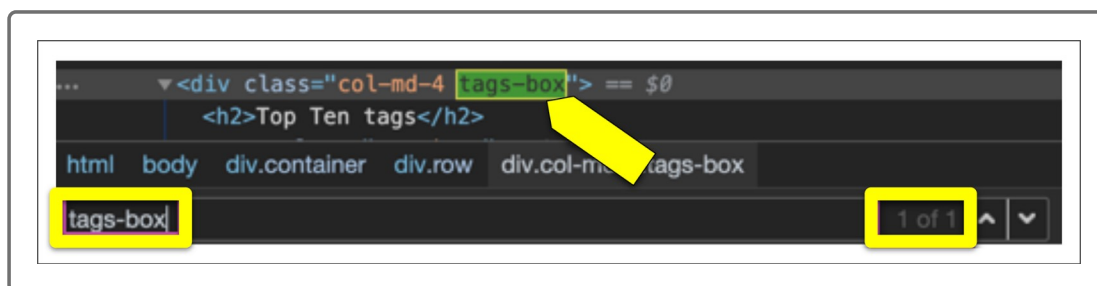 ... ▼<div class="col-md-4 tags-box"> == $0
<h2>Top Ten tags</h2>
html body div.container div.row div.col-m tags-box
tags-box
1 of 1